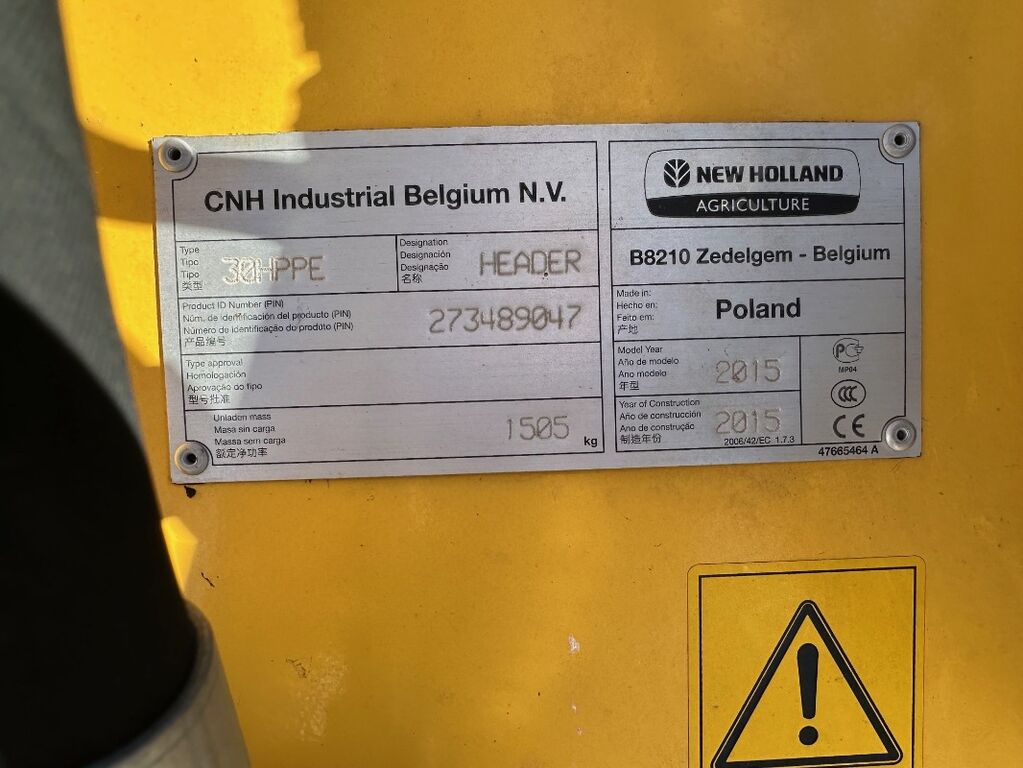 CNH Industrial Belgium N.V.
Type
Tipo
Tipo
类型
30HPPE
Designation
Designación
Designação
名称
HEADER
Product ID Number (PIN)
Núm. de identificación del producto (PIN)
Número de identificação do produto (PIN)
产品编号
273489047
Type approval
Homologación
Aprovação do tipo
型号批准
Unladen mass
Masa sin carga
Massa sem carga
额定净功率
1505 kg
NEW HOLLAND
AGRICULTURE
B8210 Zedelgem - Belgium
Made in:
Hecho en:
Feito em:
产地
Poland
Model Year
Año de modelo
Ano modelo
年型
2015
Year of Construction
Año de construcción
Ano de construção
制造年份
2015
2006/42/EC 1.7.3
PC
MP04
CCC
CE
47665464 A